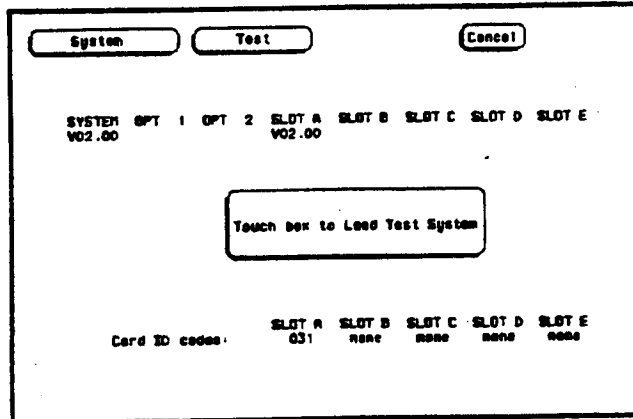 System Test Cancel
SYSTEM OPT 1 OPT 2 SLOT A SLOT B SLOT C SLOT D SLOT E
V02.00 V02.00
Touch box to Load Test System
SLOT A SLOT B SLOT C SLOT D SLOT E
Card ID codes: 031 none none none none